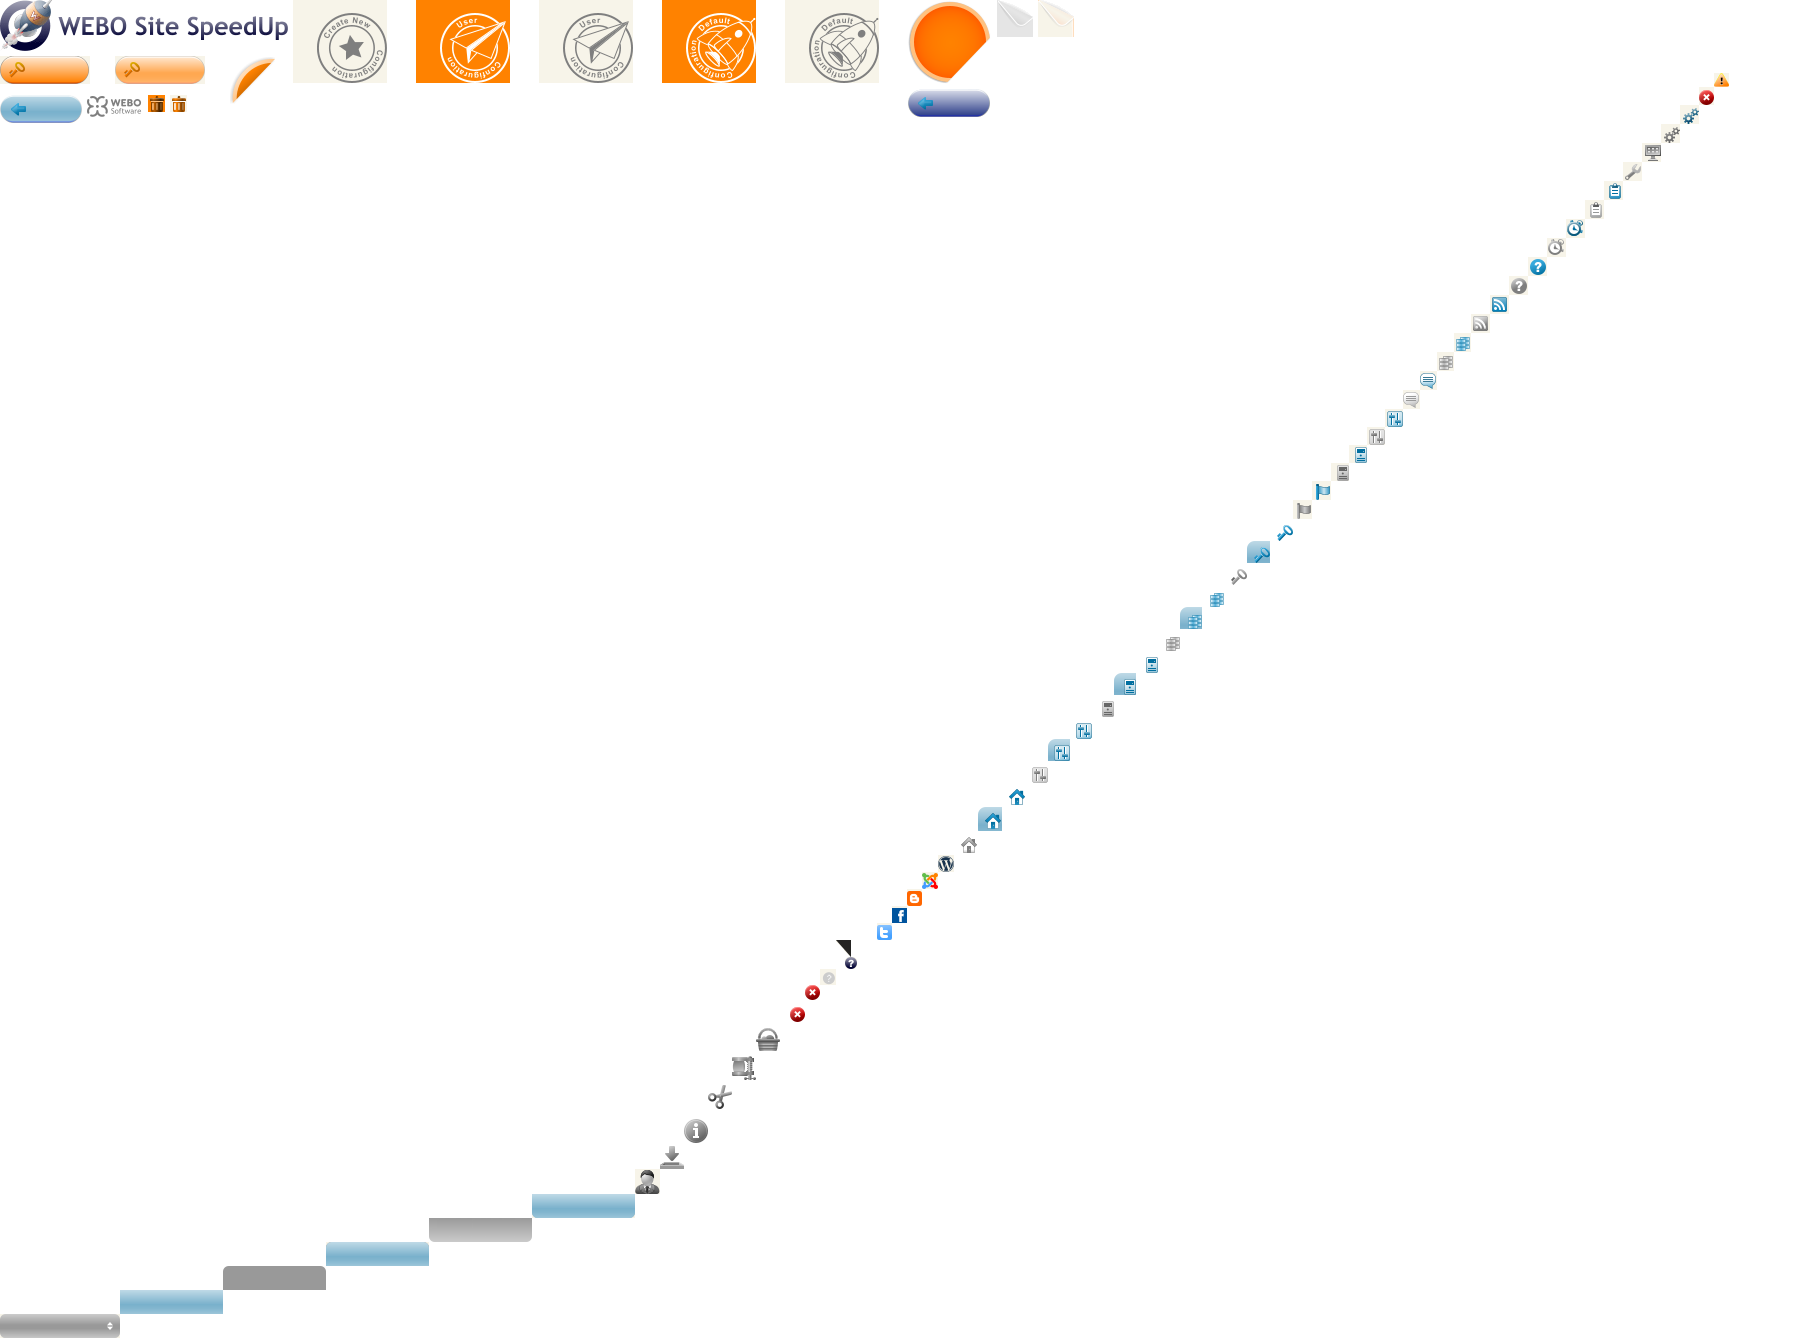 WEBO Site SpeedUp
Create New
Configuration
User
Configuration
User
Configuration
Default
Configuration
Default
Configuration
WEBO
Software